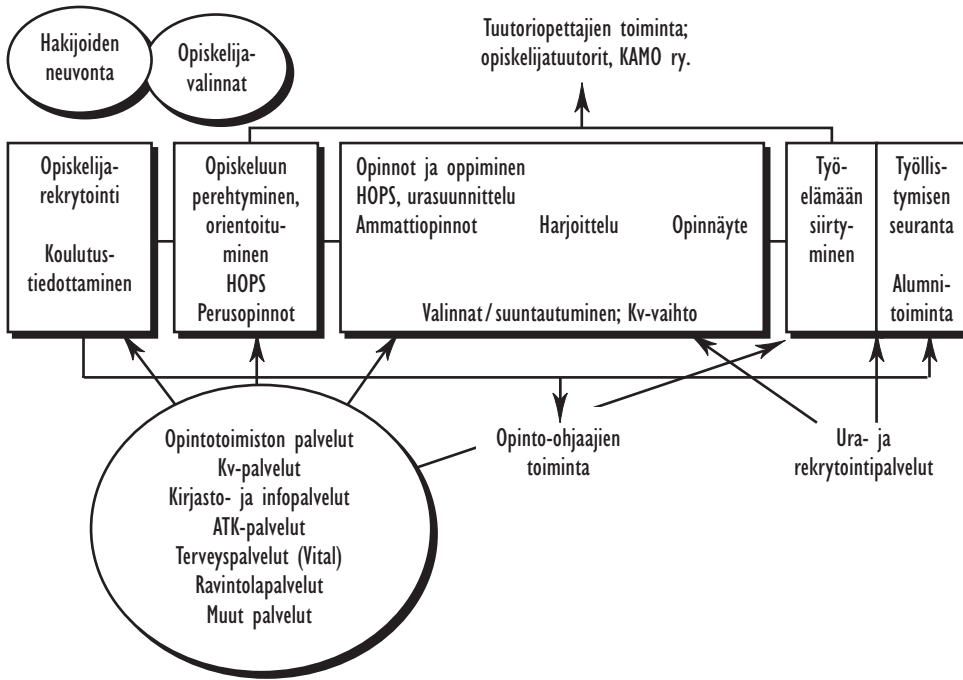 Hakijoiden
neuvonta
Opiskelija-
valinnat
Tuutoriopettajien toiminta;
opiskelijatuutorit, KAMO ry.
Opiskelija-
rekrytointi
Koulutus-
tiedottaminen
Opiskeluun
perehtyminen,
orientoitu-
minen
HOPS
Perusopinnot
Opinnot ja oppiminen
HOPS, urasuunnittelu
Ammattiopinnot Harjoittelu Opinnäyte
Valinnat/suuntautuminen; Kv-vaihto
Työ-
elämään
siirty-
minen
Työllis-
tymisen
seuranta
Alumni-
toiminta
Opintotoimiston palvelut
Kv-palvelut
Kirjasto- ja infopalvelut
ATK-palvelut
Terveyspalvelut (Vital)
Ravintolapalvelut
Muut palvelut
Opinto-ohjaajien
toiminta
Ura- ja
rekrytointipalvelut